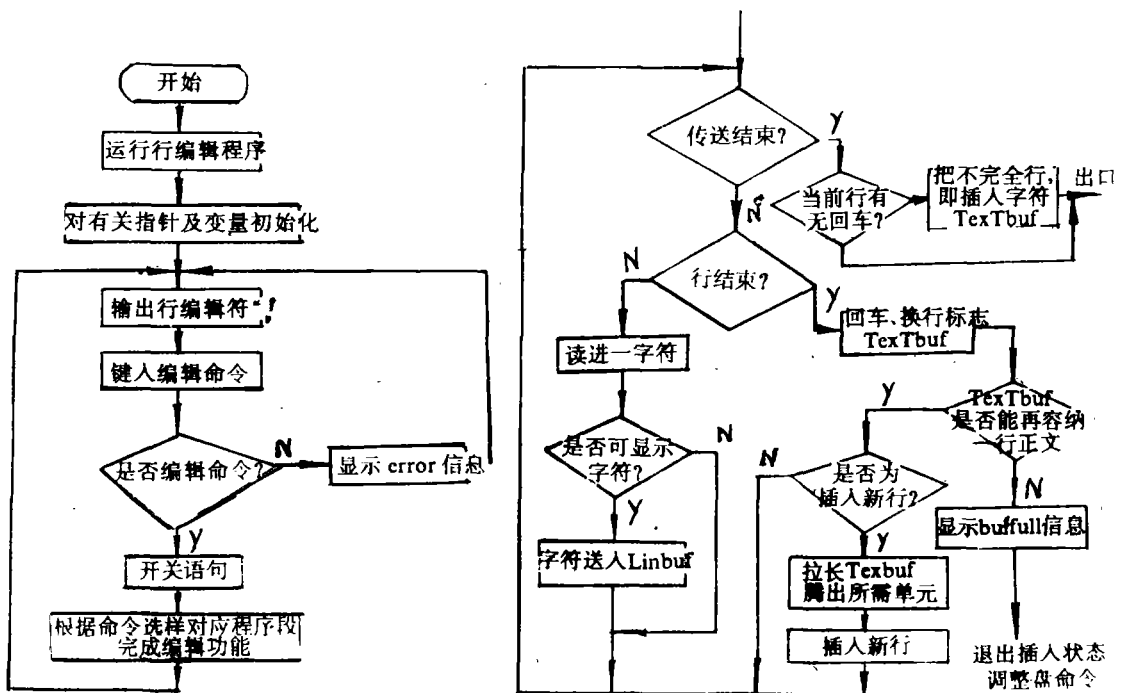 开始
运行行编辑程序
对有关指针及变量初始化
输出行编辑符"!
键入编辑命令
是否编辑命令?
N
显示 error 信息
Y
开关语句
根据命令选样对应程序段
完成编辑功能
传送结束?
Y
当前行有
无回车?
把不完全行,
即插入字符
TexTbuf
出口
N
行结束?
N
Y
读进一字符
回车、换行标志
TexTbuf
是否可显示
字符?
N
Y
字符送入Linbuf
TexTbuf
是否能再容纳
一行正文
Y
N
是否为
插入新行?
N
Y
显示buffull信息
拉长Texbuf
腾出所需单元
插入新行
退出插入状态
调整盘命令